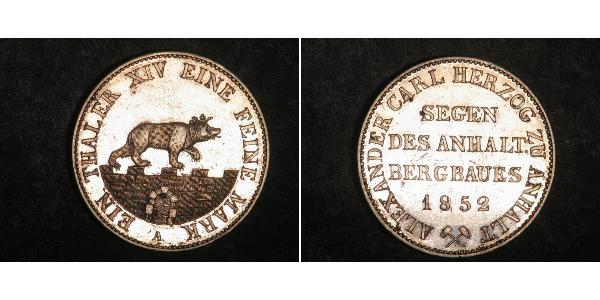 EIN THALER XIV EINE FEINE MARK
A
ALEXANDER CARL HERZOG ZU ANHALT
SEGEN
DES ANHALT.
BERGBAUES
1852